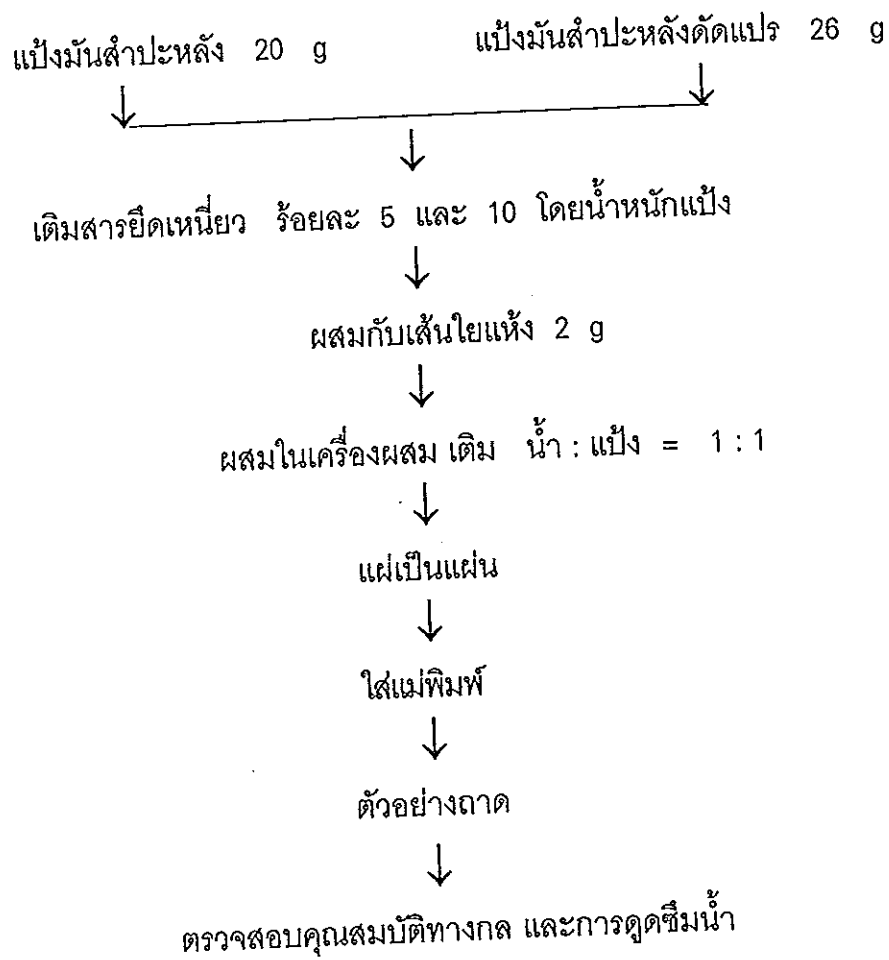 แป้งมันสำปะหลัง 20 g แป้งมันสำปะหลังดัดแปร 26 g
เติมสารยึดเหนี่ยว ร้อยละ 5 และ 10 โดยน้ำหนักแป้ง
ผสมกับเส้นใยแห้ง 2 g
ผสมในเครื่องผสม เติม น้ำ : แป้ง = 1 : 1
แผ่เป็นแผ่น
ใส่แม่พิมพ์
ตัวอย่างถาด
ตรวจสอบคุณสมบัติทางกล และการดูดซึมน้ำ